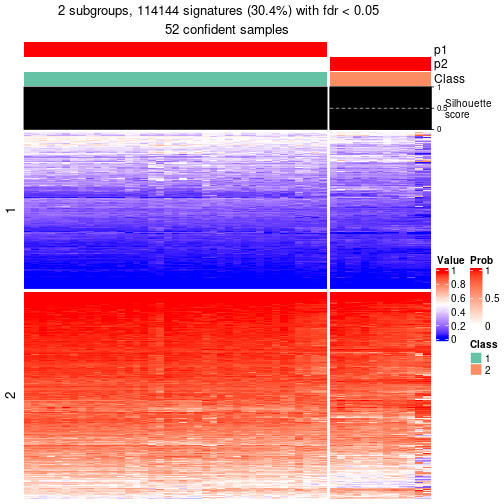 2 subgroups, 114144 signatures (30.4%) with fdr < 0.05
52 confident samples
p1
p2
Class
1
0.5
0
Silhouette
score
1
2
Value
1
0.8
0.6
0.4
0.2
0
Prob
1
0.5
0
Class
1
2